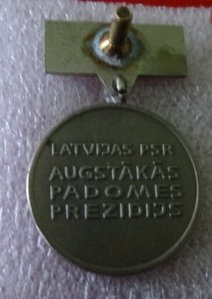 LATVIJAS PSR
AUGSTĀKĀS
PADOMES
PREZIDIJS